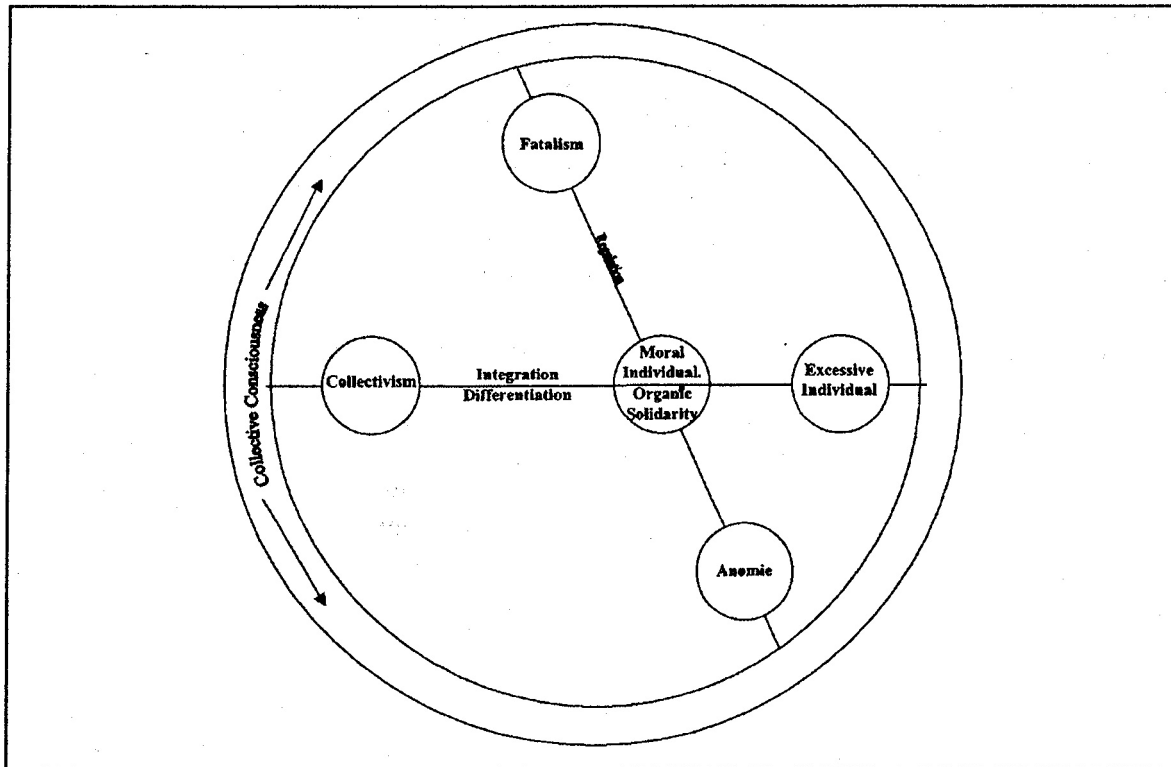 Fatalism
Regulation
Collective Consciousness
Collectivism
Integration
Differentiation
Moral
Individual.
Organic
Solidarity
Excessive
Individual
Anomie